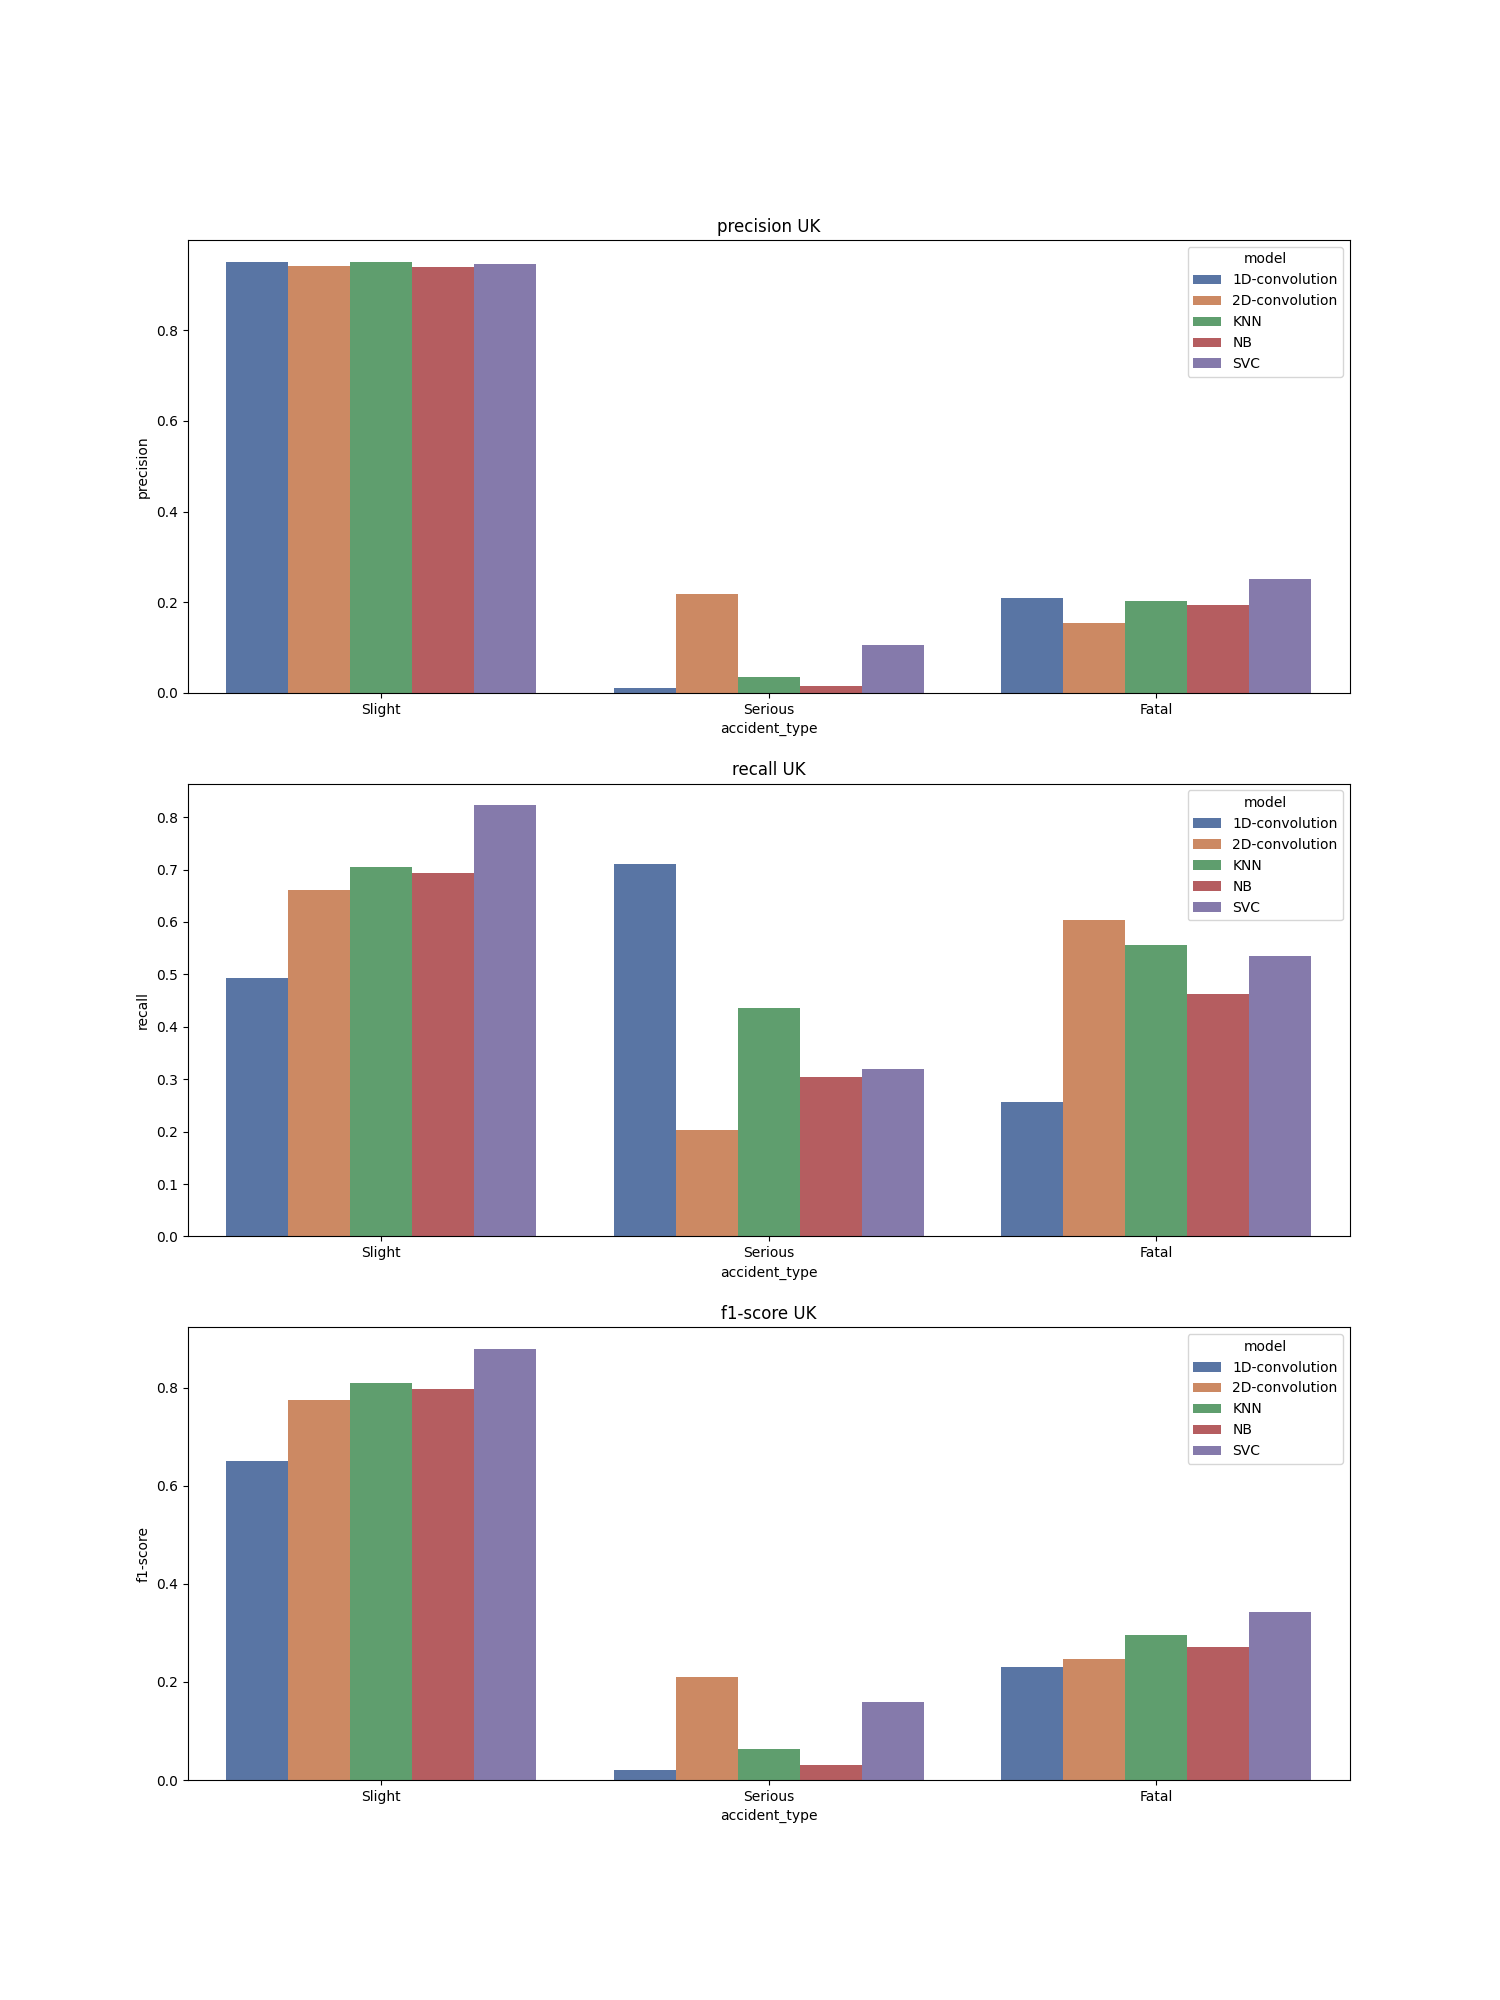 precision UK
model
1D-convolution
2D-convolution
KNN
NB
SVC
0.8
0.6
0.4
0.2
0.0
precision
Slight Serious Fatal
accident_type
recall UK
model
1D-convolution
2D-convolution
KNN
NB
SVC
0.8
0.7
0.6
0.5
0.4
0.3
0.2
0.1
0.0
recall
Slight Serious Fatal
accident_type
f1-score UK
model
1D-convolution
2D-convolution
KNN
NB
SVC
0.8
0.6
0.4
0.2
0.0
f1-score
Slight Serious Fatal
accident_type